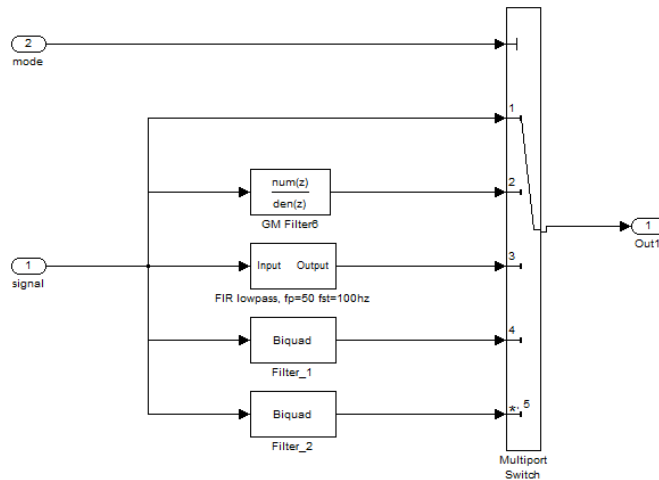 2
mode
1
num(z)
den(z)
2
GM Filter6
1
Out1
1
signal
Input Output
3
FIR lowpass, fp=50 fst=100hz
Biquad
4
Filter_1
Biquad
*, 5
Filter_2
Multiport
Switch